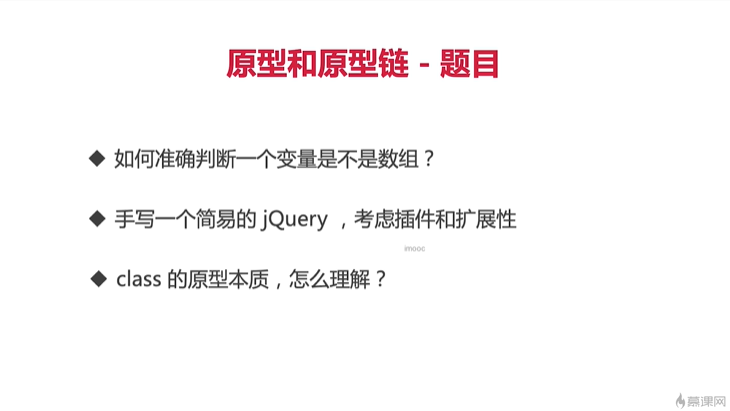 原型和原型链 - 题目
◆ 如何准确判断一个变量是不是数组？
◆ 手写一个简易的 jQuery ，考虑插件和扩展性
imooc
◆ class 的原型本质，怎么理解？
慕课网